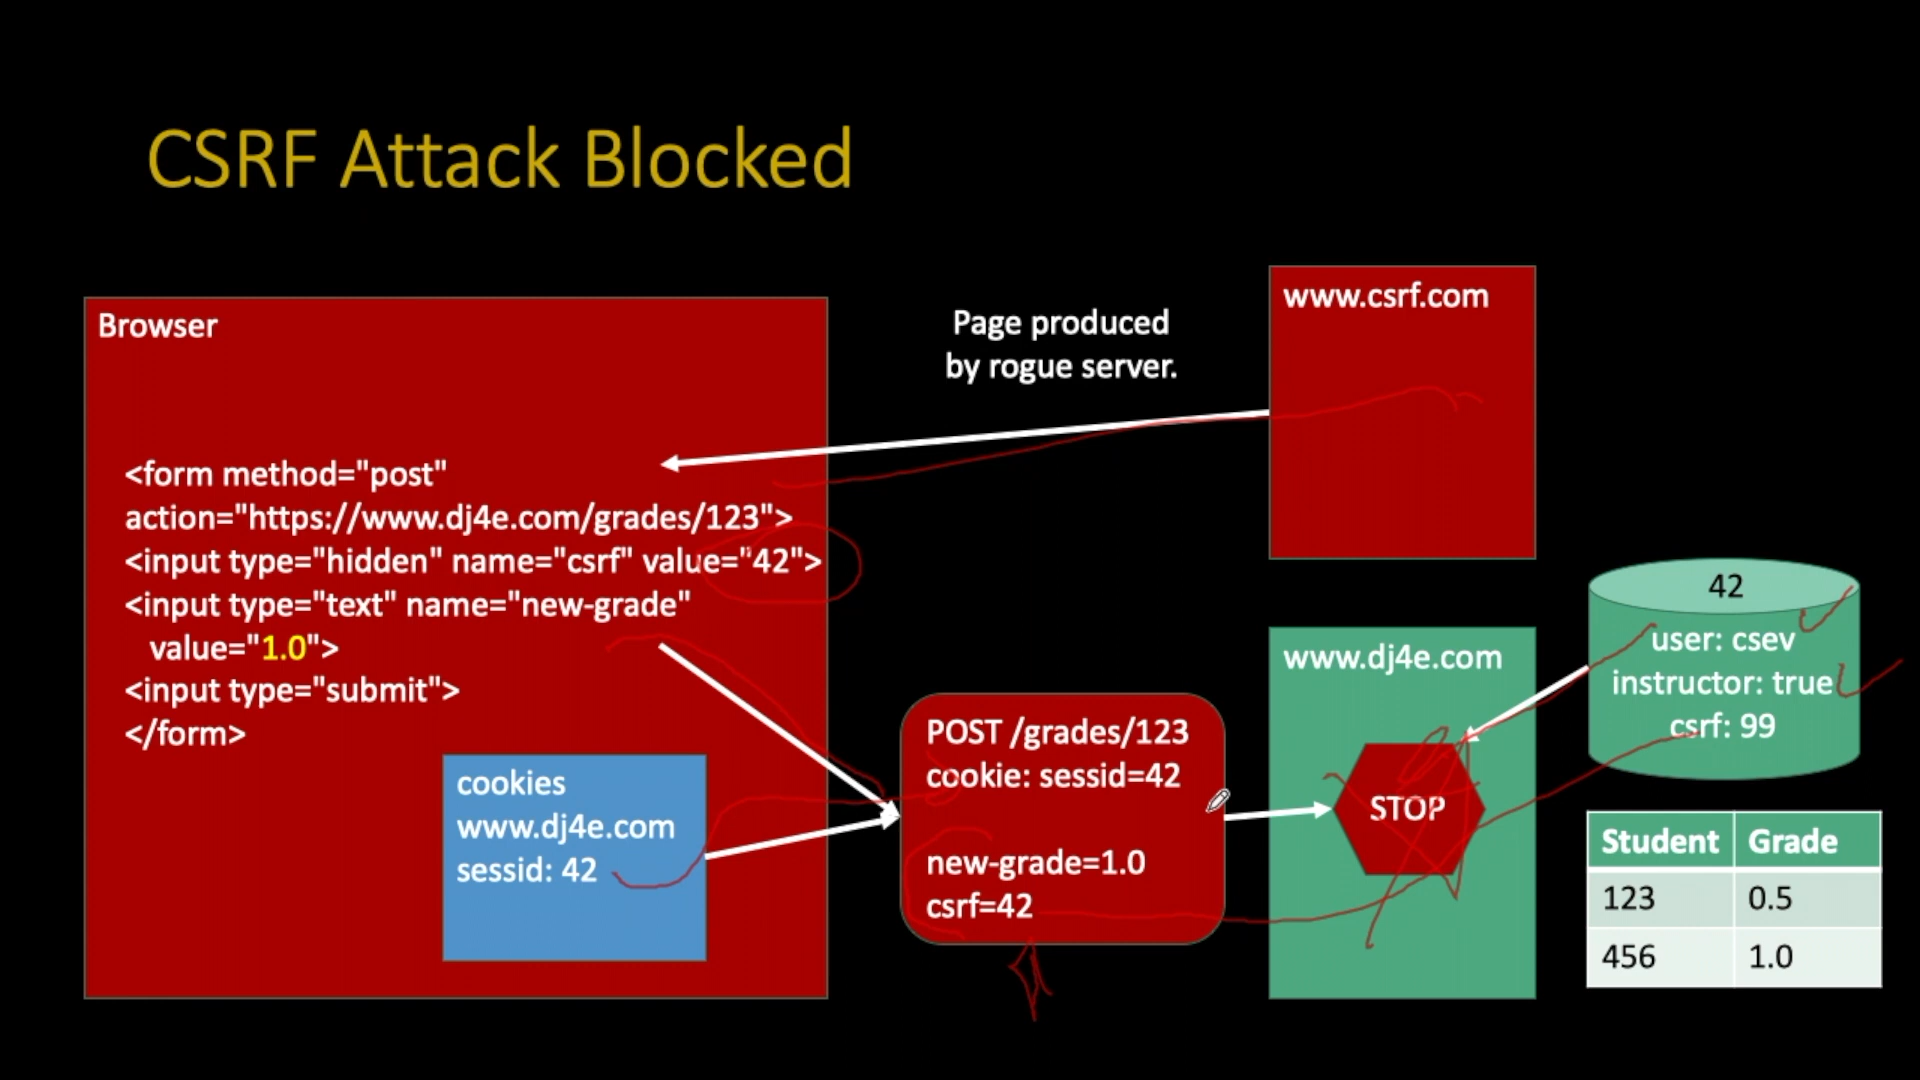 CSRF Attack Blocked
Browser
<form method="post"
action="https://www.dj4e.com/grades/123">
<input type="hidden" name="csrf" value="42">
<input type="text" name="new-grade"
value="1.0">
<input type="submit">
</form>
cookies
www.dj4e.com
sessid: 42
Page produced
by rogue server.
www.csrf.com
POST /grades/123
cookie: sessid=42
new-grade=1.0
csrf=42
www.dj4e.com
STOP
42
user: csev
instructor: true
csrf: 99
Student Grade
123 0.5
456 1.0